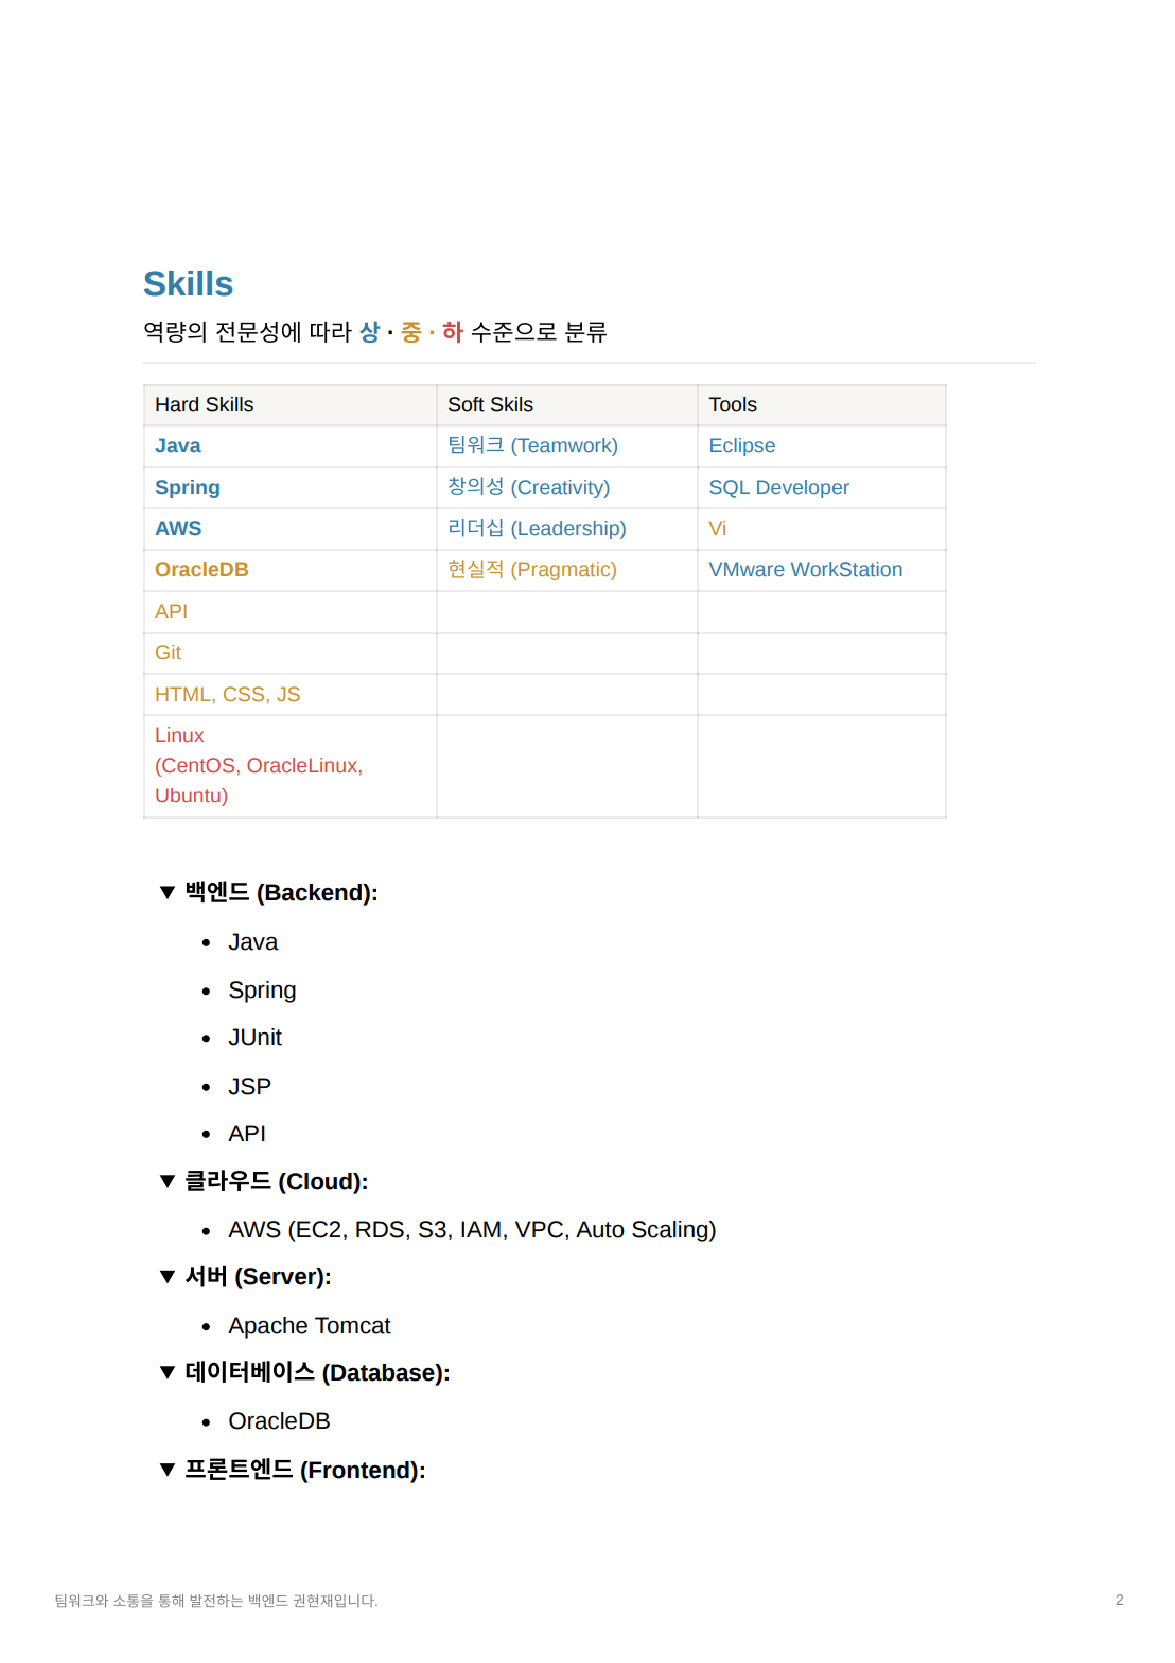 Skills
역량의 전문성에 따라 상 · 중 · 하 수준으로 분류
Hard Skills Soft Skils Tools
Java 팀워크 (Teamwork) Eclipse
Spring 창의성 (Creativity) SQL Developer
AWS 리더십 (Leadership) Vi
OracleDB 현실적 (Pragmatic) VMware WorkStation
API
Git
HTML, CSS, JS
Linux
(CentOS, OracleLinux,
Ubuntu)
▼ 백엔드 (Backend):
• Java
• Spring
• JUnit
• JSP
• API
▼ 클라우드 (Cloud):
• AWS (EC2, RDS, S3, IAM, VPC, Auto Scaling)
▼ 서버 (Server):
• Apache Tomcat
▼ 데이터베이스 (Database):
• OracleDB
▼ 프론트엔드 (Frontend):
팀워크와 소통을 통해 발전하는 백엔드 권현재입니다. 2